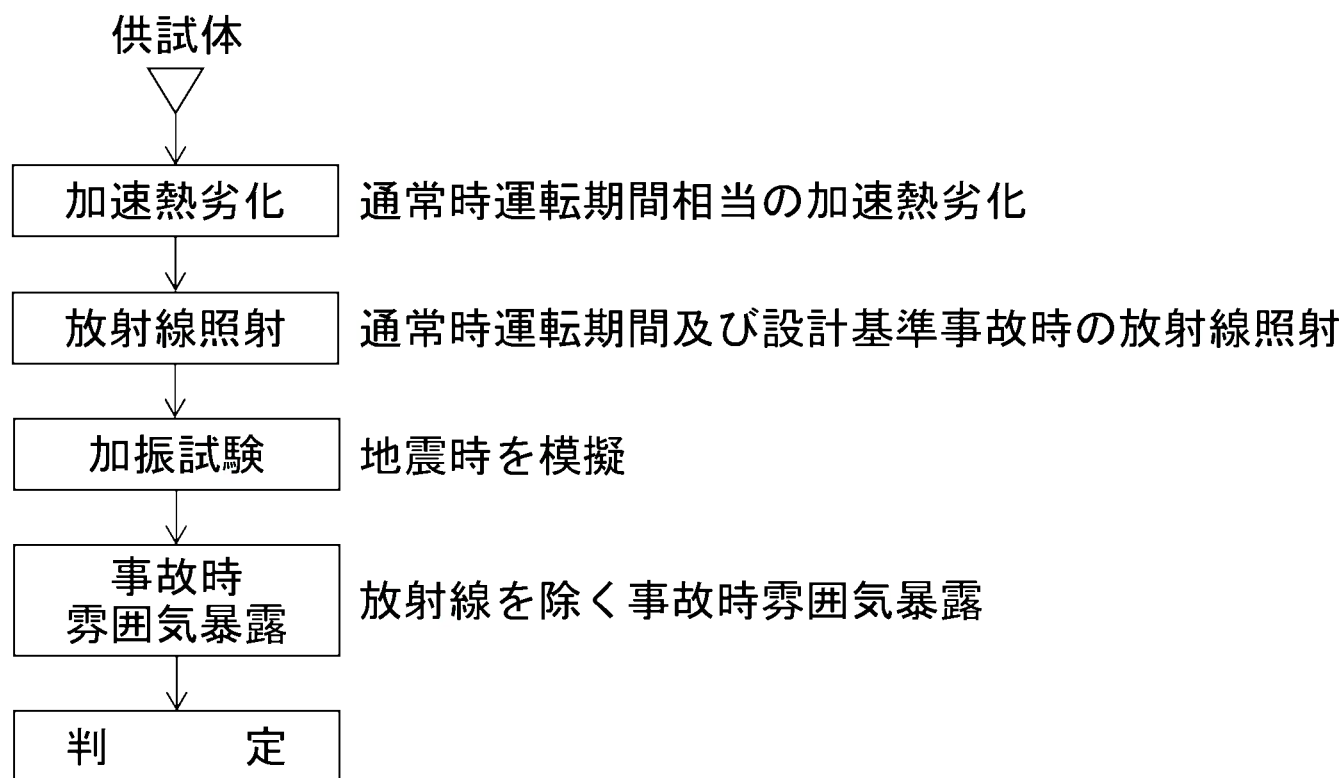 供試体
加速熱劣化 通常時運転期間相当の加速熱劣化
放射線照射 通常時運転期間及び設計基準事故時の放射線照射
加振試験 地震時を模擬
事故時
雰囲気暴露 放射線を除く事故時雰囲気暴露
判 定